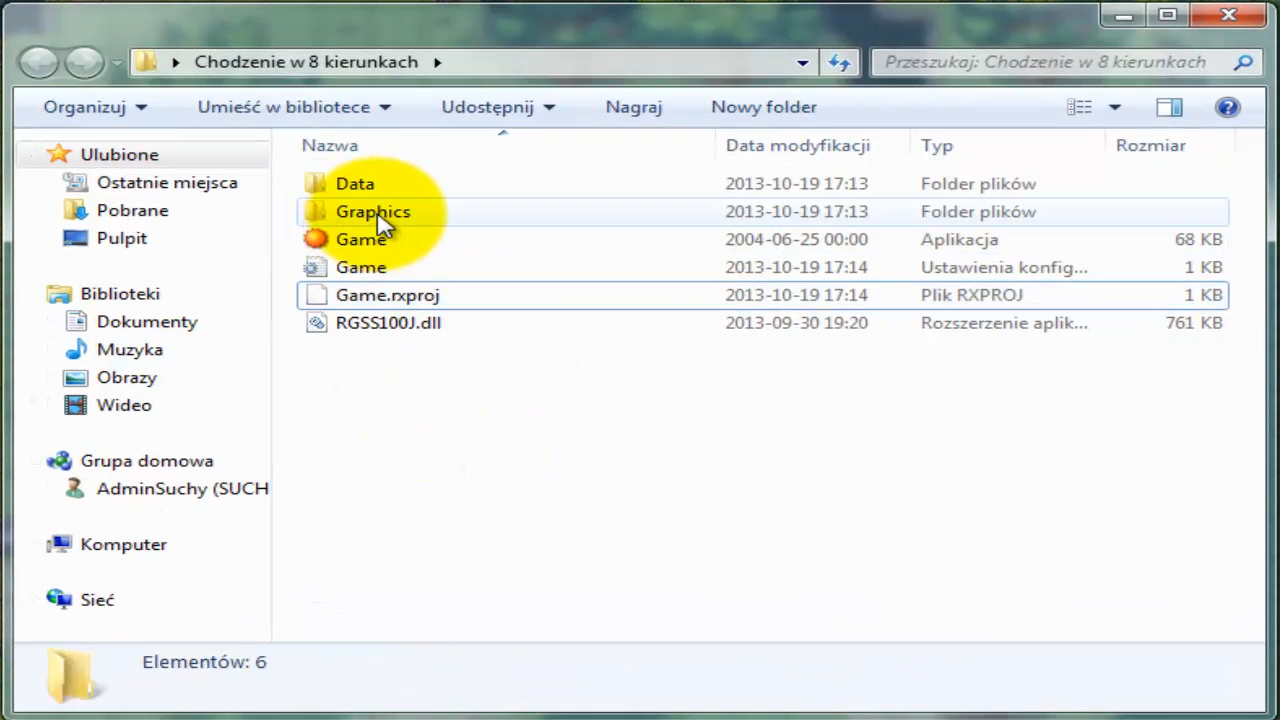 Chodzenie w 8 kierunkach
Przeszukaj: Chodzenie w 8 kierunkach
Organizuj
Umieść w bibliotece
Udostępnij
Nagraj
Nowy folder
Nazwa
Data modyfikacji
Typ
Rozmiar
Data 2013-10-19 17:13 Folder plików
Graphics 2013-10-19 17:13 Folder plików
Game 2004-06-25 00:00 Aplikacja 68 KB
Game 2013-10-19 17:14 Ustawienia konfig... 1 KB
Game.rxproj 2013-10-19 17:14 Plik RXPROJ 1 KB
RGSS100J.dll 2013-09-30 19:20 Rozszerzenie aplik... 761 KB
Ulubione
Ostatnie miejsca
Pobrane
Pulpit
Biblioteki
Dokumenty
Muzyka
Obrazy
Wideo
Grupa domowa
AdminSuchy (SUCH
Komputer
Sieć
Elementów: 6